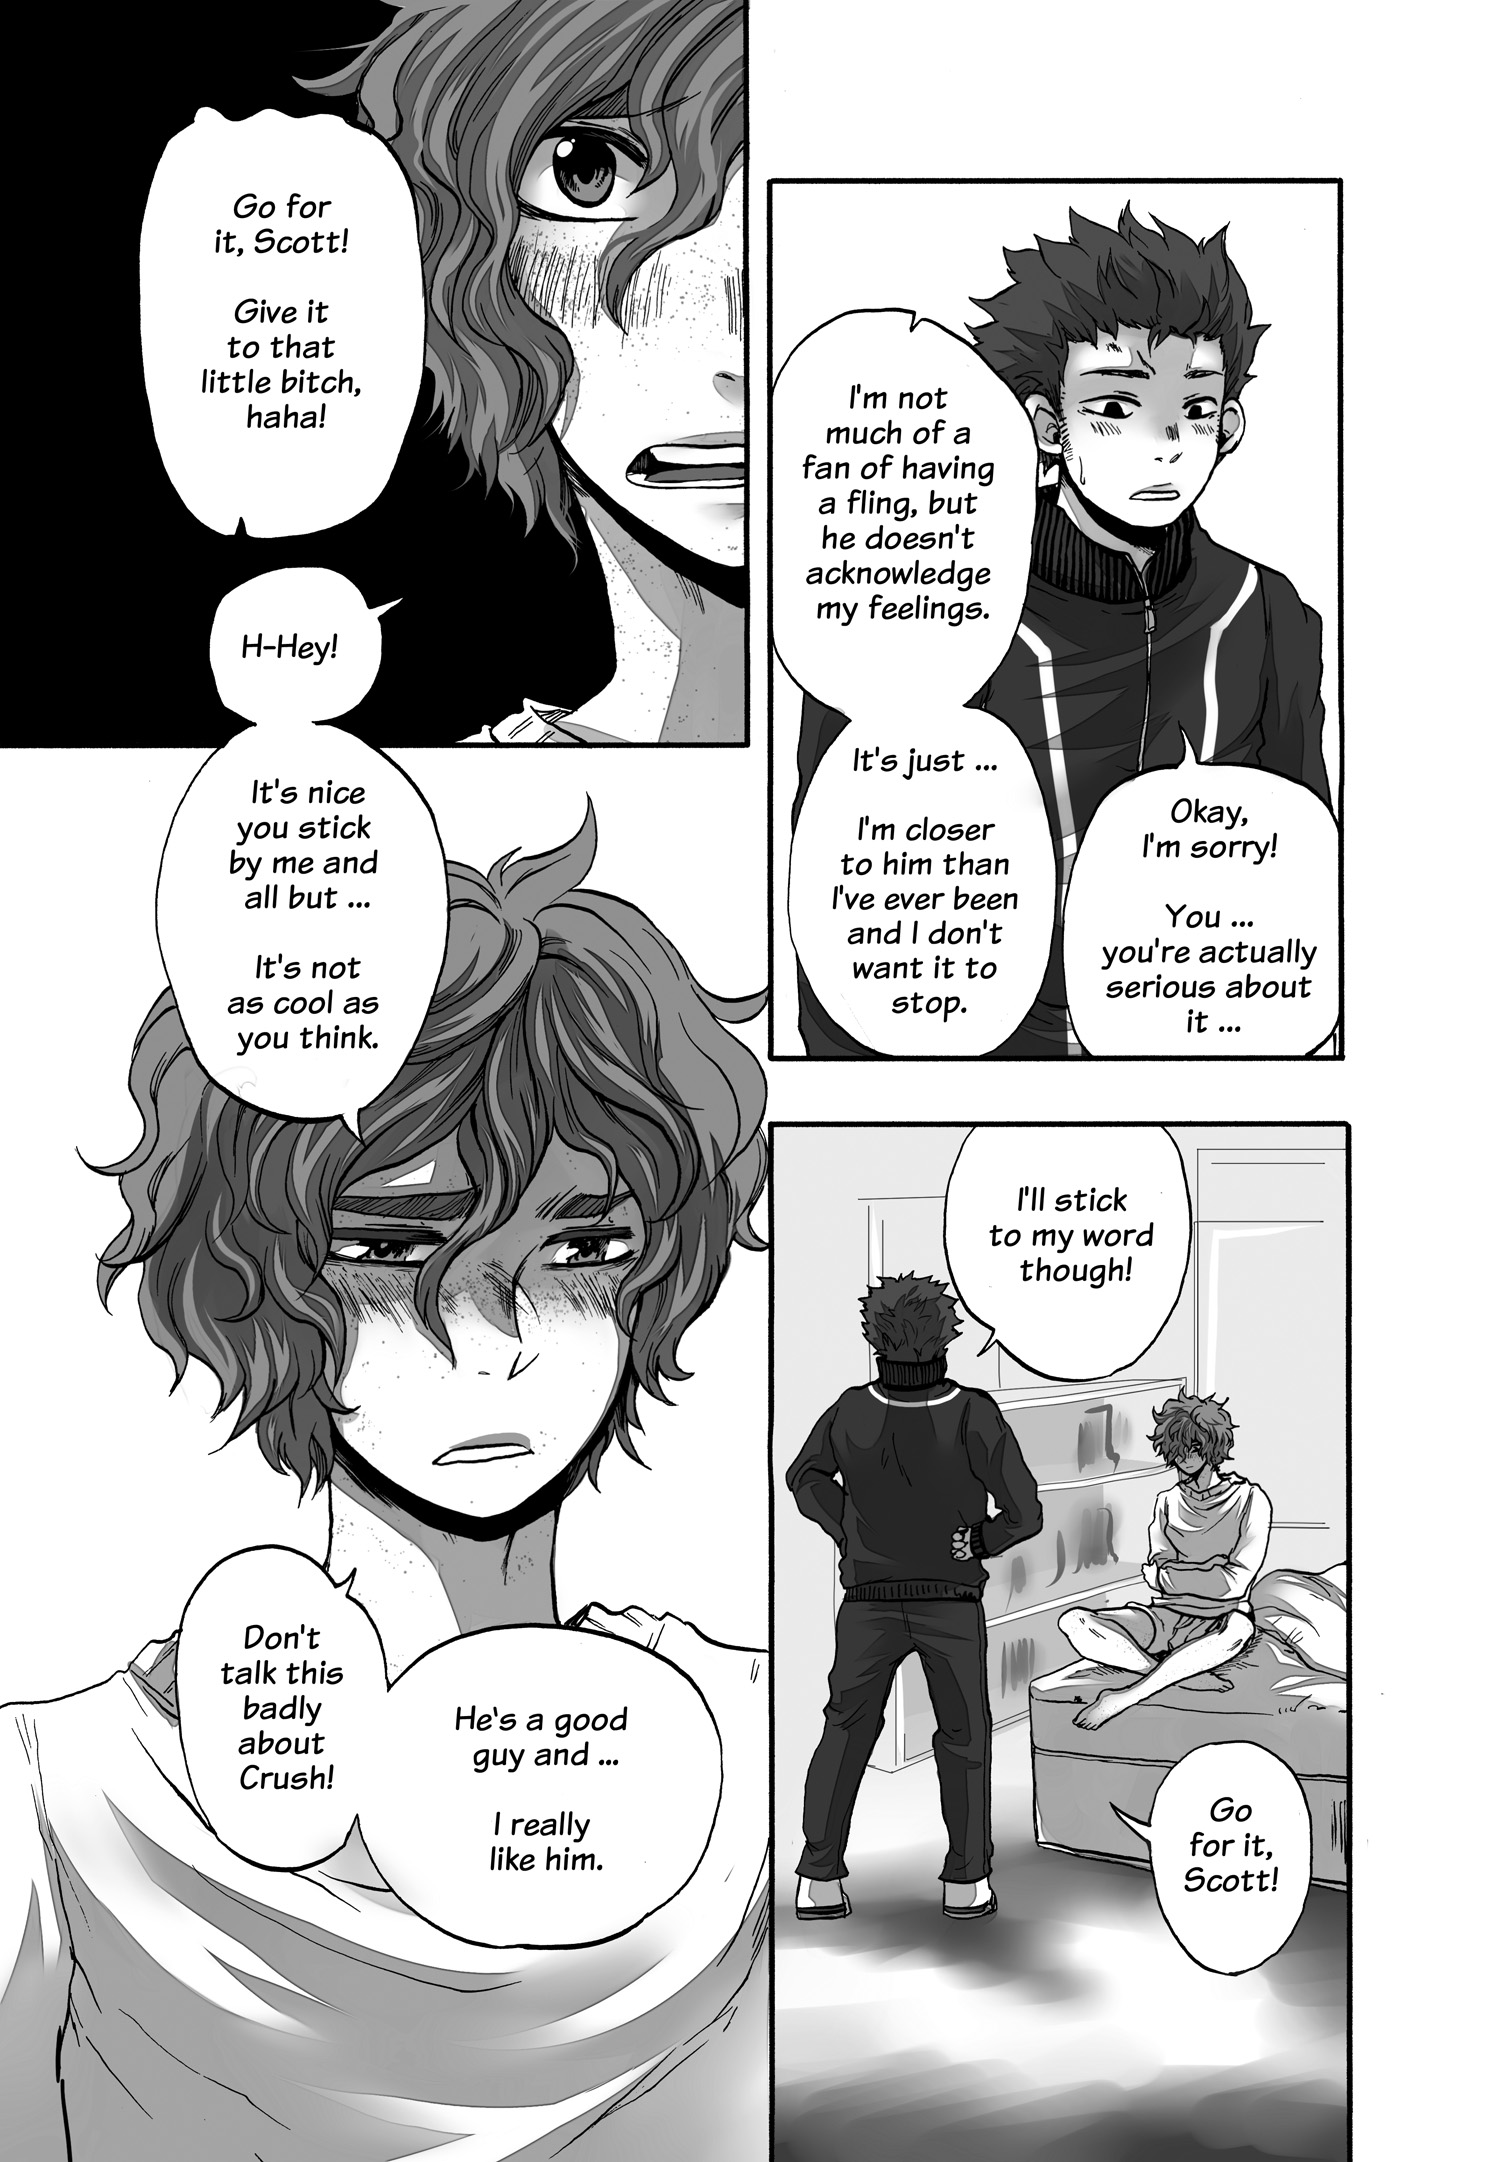 Go for
it, Scott!
Give it
to that
little bitch,
haha!
H-Hey!
It's nice
you stick
by me and
all but ...
It's not
as cool as
you think.
Don't
talk this
badly
about
Crush!
He's a good
guy and ...
I really
like him.
I'm not
much of a
fan of having
a fling, but
he doesn't
acknowledge
my feelings.
It's just ...
I'm closer
to him than
I've ever been
and I don't
want it to
stop.
Okay,
I'm sorry!
You ...
you're actually
serious about
it ...
I'll stick
to my word
though!
Go
for it,
Scott!